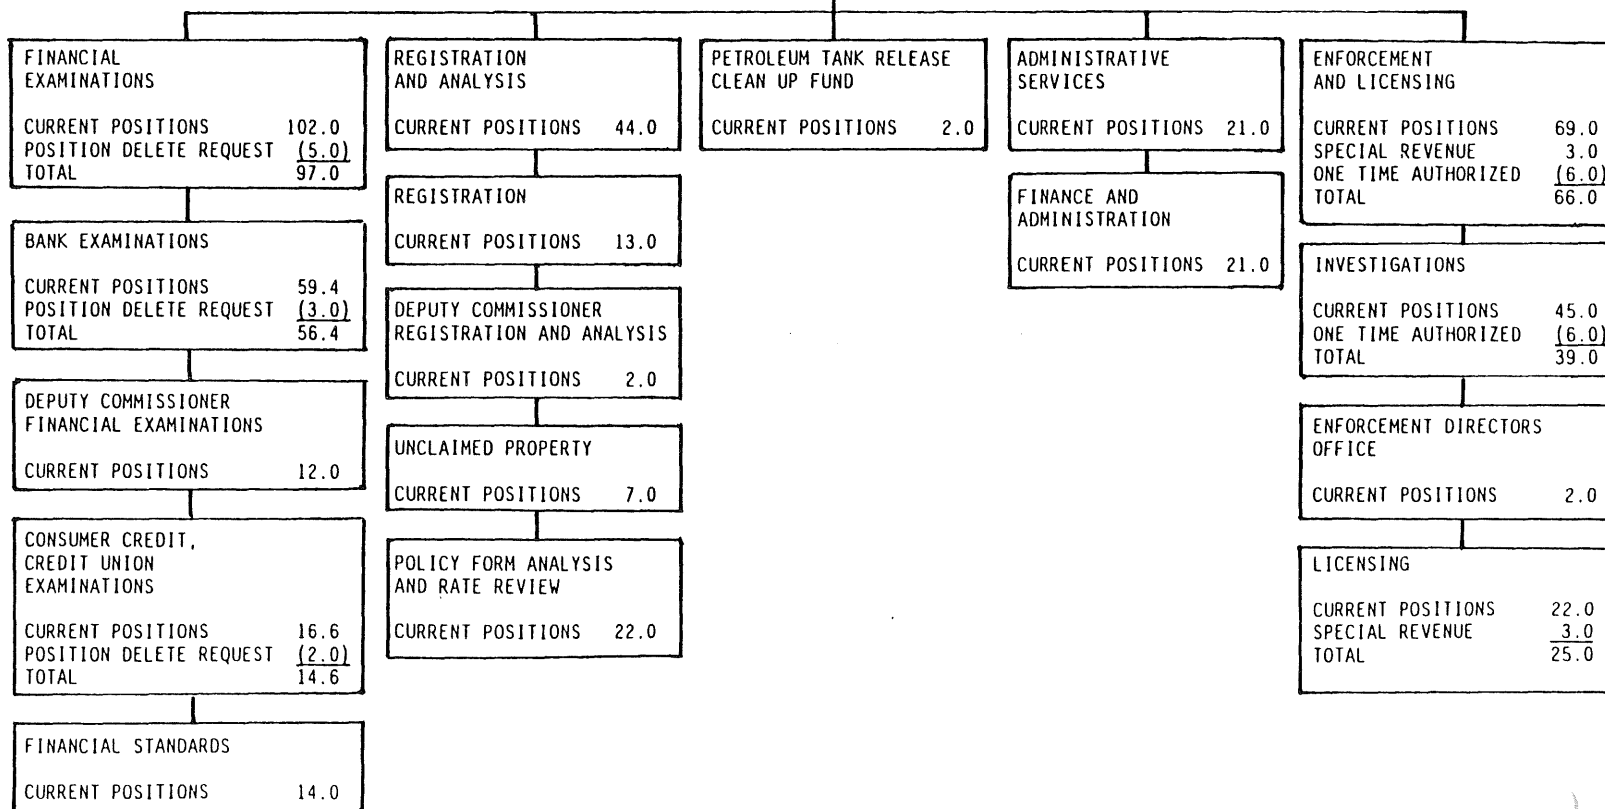 FINANCIAL
EXAMINATIONS
CURRENT POSITIONS 102.0
POSITION DELETE REQUEST (5.0)
TOTAL 97.0
BANK EXAMINATIONS
CURRENT POSITIONS 59.4
POSITION DELETE REQUEST (3.0)
TOTAL 56.4
DEPUTY COMMISSIONER
FINANCIAL EXAMINATIONS
CURRENT POSITIONS 12.0
CONSUMER CREDIT,
CREDIT UNION
EXAMINATIONS
CURRENT POSITIONS 16.6
POSITION DELETE REQUEST (2.0)
TOTAL 14.6
FINANCIAL STANDARDS
CURRENT POSITIONS 14.0
REGISTRATION
AND ANALYSIS
CURRENT POSITIONS 44.0
REGISTRATION
CURRENT POSITIONS 13.0
DEPUTY COMMISSIONER
REGISTRATION AND ANALYSIS
CURRENT POSITIONS 2.0
UNCLAIMED PROPERTY
CURRENT POSITIONS 7.0
POLICY FORM ANALYSIS
AND RATE REVIEW
CURRENT POSITIONS 22.0
PETROLEUM TANK RELEASE
CLEAN UP FUND
CURRENT POSITIONS 2.0
ADMINISTRATIVE
SERVICES
CURRENT POSITIONS 21.0
FINANCE AND
ADMINISTRATION
CURRENT POSITIONS 21.0
ENFORCEMENT
AND LICENSING
CURRENT POSITIONS 69.0
SPECIAL REVENUE 3.0
ONE TIME AUTHORIZED (6.0)
TOTAL 66.0
INVESTIGATIONS
CURRENT POSITIONS 45.0
ONE TIME AUTHORIZED (6.0)
TOTAL 39.0
ENFORCEMENT DIRECTORS
OFFICE
CURRENT POSITIONS 2.0
LICENSING
CURRENT POSITIONS 22.0
SPECIAL REVENUE 3.0
TOTAL 25.0